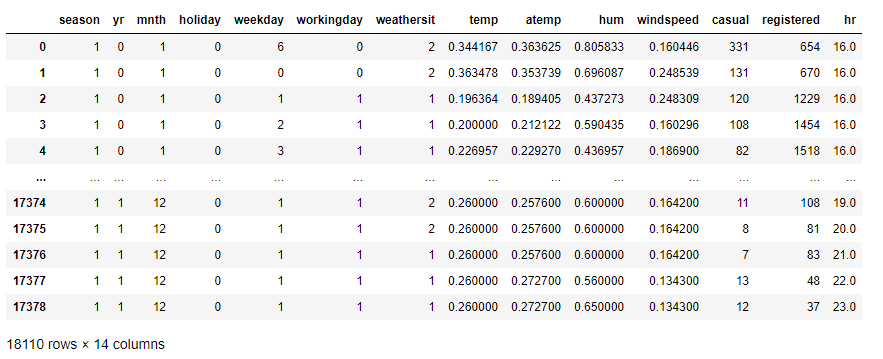 season yr mnth holiday weekday workingday weathersit temp atemp hum windspeed casual registered hr
0 1 0 1 0 6 0 2 0.344167 0.363625 0.805833 0.160446 331 654 16.0
1 1 0 1 0 0 0 2 0.363478 0.353739 0.696087 0.248539 131 670 16.0
2 1 0 1 0 1 1 1 0.196364 0.189405 0.437273 0.248309 120 1229 16.0
3 1 0 1 0 2 1 1 0.200000 0.212122 0.590435 0.160296 108 1454 16.0
4 1 0 1 0 3 1 1 0.226957 0.229270 0.436957 0.186900 82 1518 16.0
... ... ... ... ... ... ... ... ... ... ... ... ... ... ...
17374 1 1 12 0 1 1 2 0.260000 0.257600 0.600000 0.164200 11 108 19.0
17375 1 1 12 0 1 1 2 0.260000 0.257600 0.600000 0.164200 8 81 20.0
17376 1 1 12 0 1 1 1 0.260000 0.257600 0.600000 0.164200 7 83 21.0
17377 1 1 12 0 1 1 1 0.260000 0.272700 0.560000 0.134300 13 48 22.0
17378 1 1 12 0 1 1 1 0.260000 0.272700 0.650000 0.134300 12 37 23.0
18110 rows × 14 columns